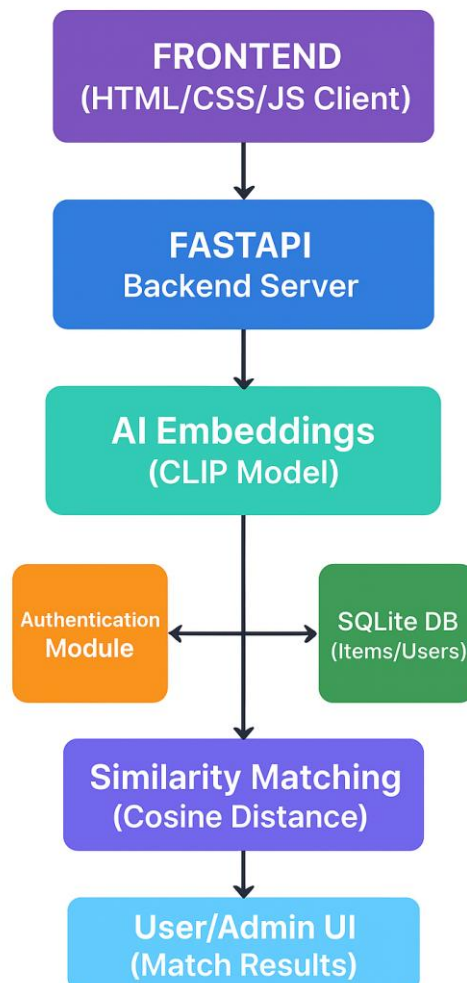 FRONTEND
(HTML/CSS/JS Client)
FASTAPI
Backend Server
AI Embeddings
(CLIP Model)
Authentication
Module
SQLite DB
(Items/Users)
Similarity Matching
(Cosine Distance)
User/Admin UI
(Match Results)